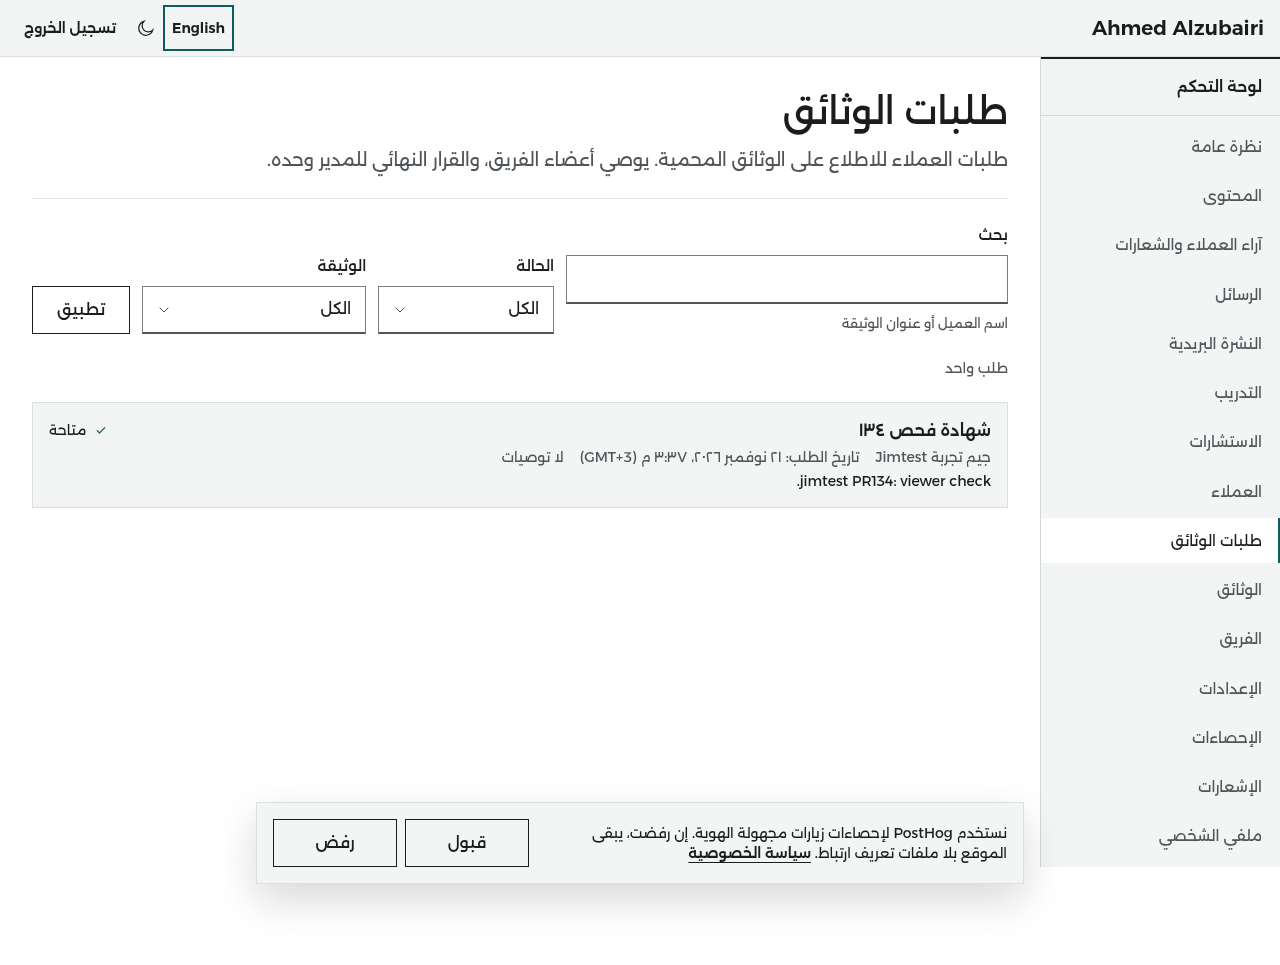 Ahmed Alzubairi
English
تسجيل الخروج
لوحة التحكم
نظرة عامة
المحتوى
آراء العملاء والشعارات
الرسائل
النشرة البريدية
التدريب
الاستشارات
العملاء
طلبات الوثائق
الوثائق
الفريق
الإعدادات
الإحصاءات
الإشعارات
ملفي الشخصي
طلبات الوثائق
طلبات العملاء للاطلاع على الوثائق المحمية. يوصي أعضاء الفريق، والقرار النهائي للمدير وحده.
بحث
اسم العميل أو عنوان الوثيقة
الحالة
الكل
الوثيقة
الكل
تطبيق
طلب واحد
شهادة فحص ١٣٤
متاحة
جيم تجربة Jimtest تاريخ الطلب: ٢١ نوفمبر ٢٠٢٦، ٣:٣٧ م (GMT+3) لا توصيات
jimtest PR134: viewer check.
نستخدم PostHog لإحصاءات زيارات مجهولة الهوية. إن رفضت، يبقى
الموقع بلا ملفات تعريف ارتباط. سياسة الخصوصية
قبول
رفض